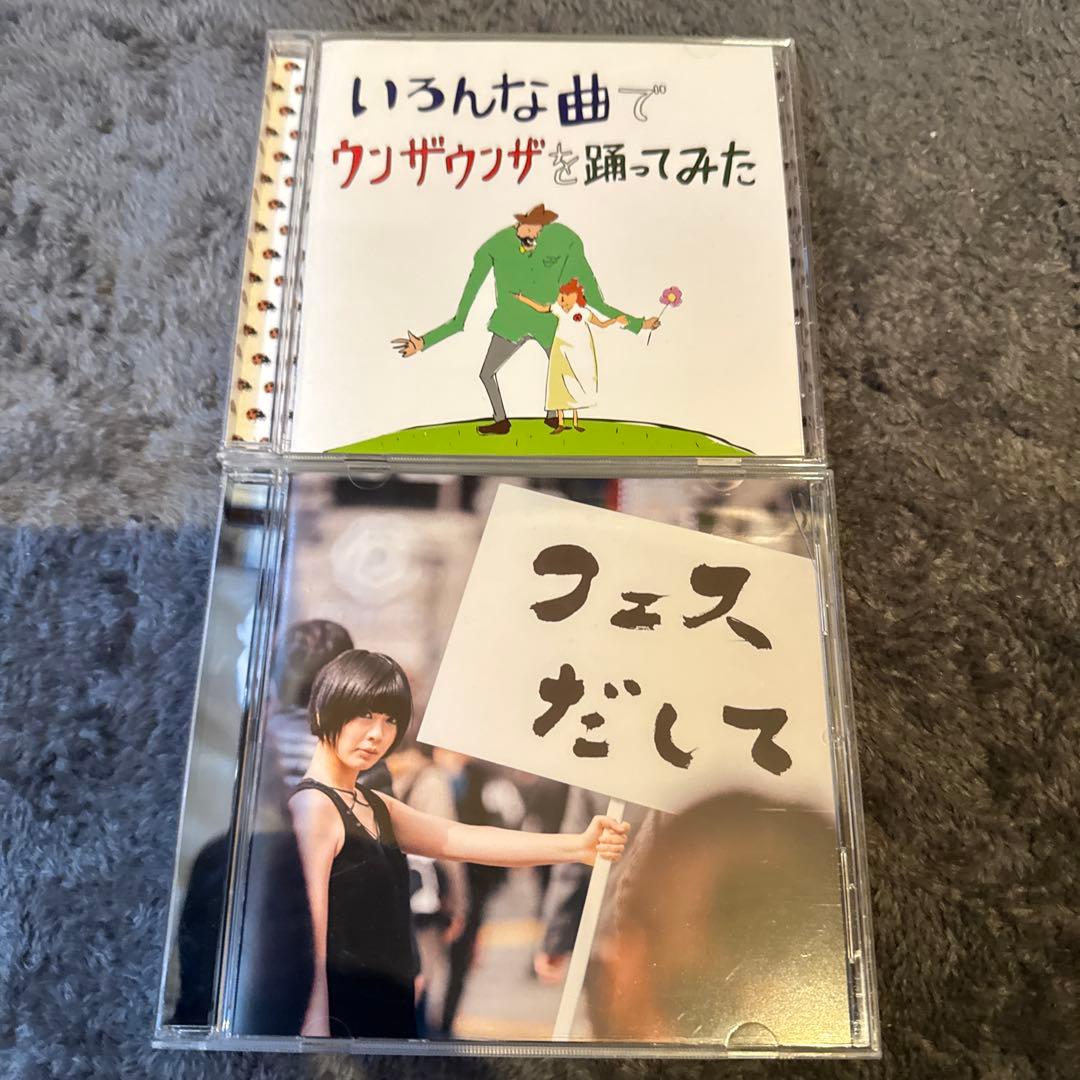 いろんな曲で
ウンザウンザを踊ってみた
フェス
だして